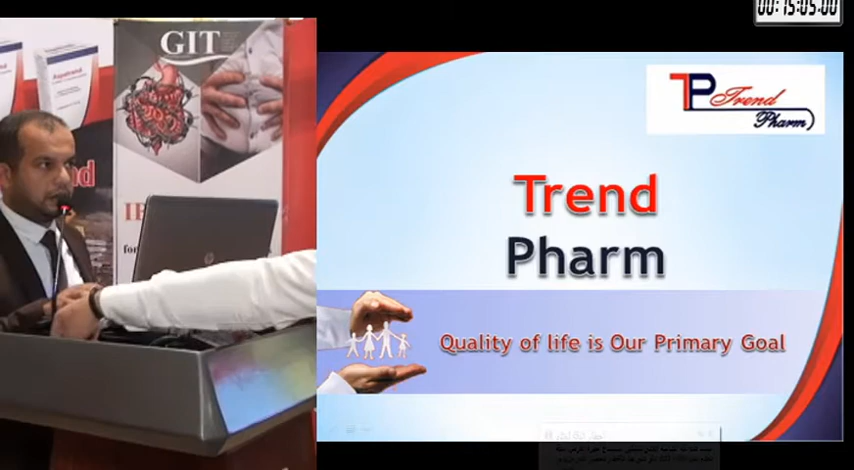 00:15:05:00
GIT
TP Trend
Pharm
Trend
Pharm
Quality of life is Our Primary Goal